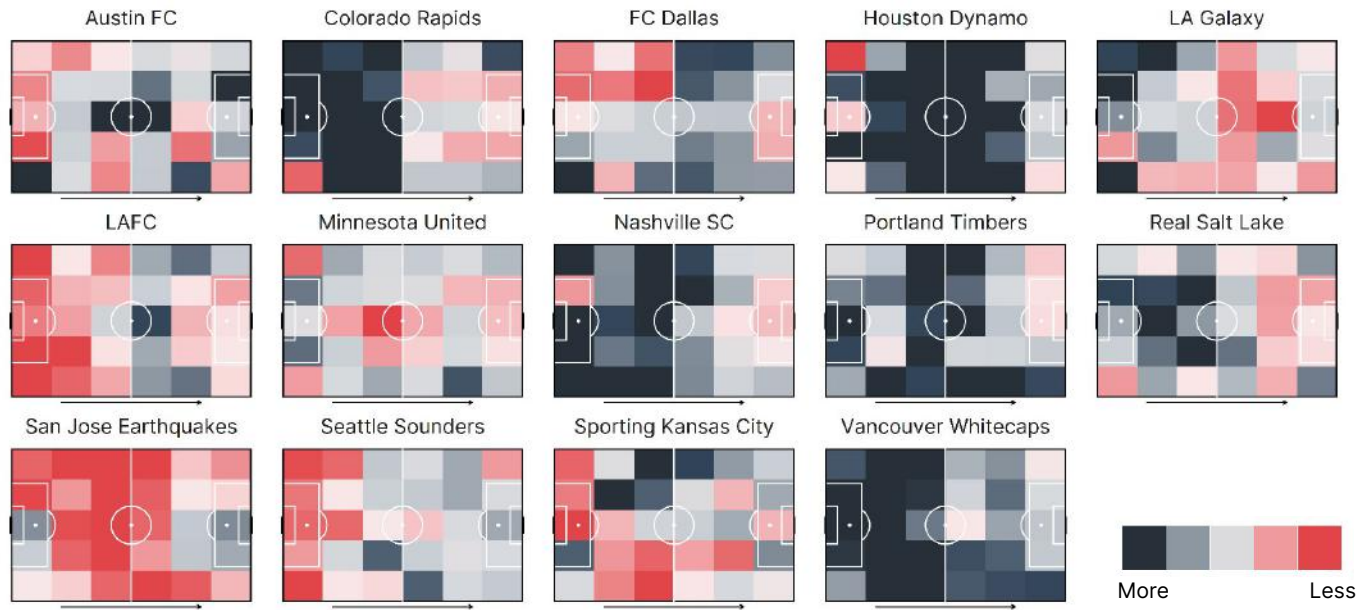 Austin FC
Colorado Rapids
FC Dallas
Houston Dynamo
LA Galaxy
LAFC
Minnesota United
Nashville SC
Portland Timbers
Real Salt Lake
San Jose Earthquakes
Seattle Sounders
Sporting Kansas City
Vancouver Whitecaps
More
Less